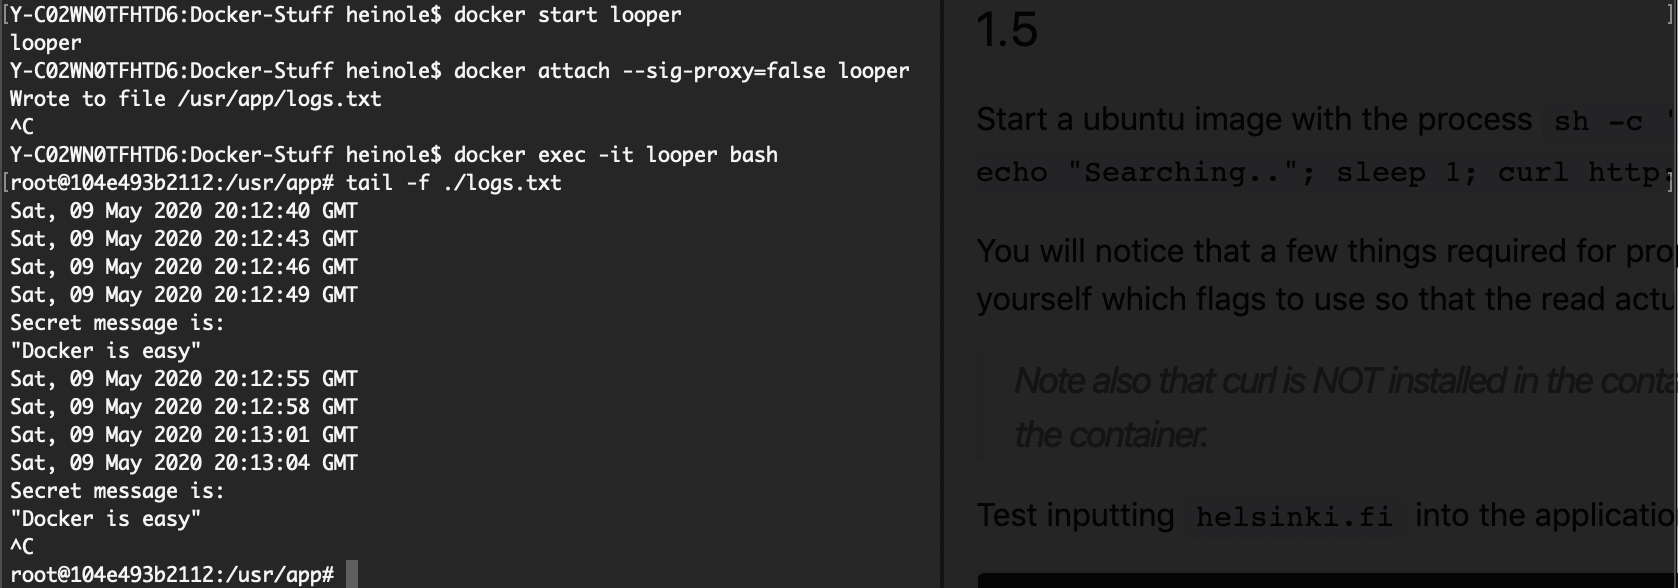 [Y-C02WN0TFHTD6:Docker-Stuff heinole$ docker start looper ]
looper
Y-C02WN0TFHTD6:Docker-Stuff heinole$ docker attach --sig-proxy=false looper
Wrote to file /usr/app/logs.txt
^C
Y-C02WN0TFHTD6:Docker-Stuff heinole$ docker exec -it looper bash
[root@104e493b2112:/usr/app# tail -f ./logs.txt ]
Sat, 09 May 2020 20:12:40 GMT
Sat, 09 May 2020 20:12:43 GMT
Sat, 09 May 2020 20:12:46 GMT
Sat, 09 May 2020 20:12:49 GMT
Secret message is:
"Docker is easy"
Sat, 09 May 2020 20:12:55 GMT
Sat, 09 May 2020 20:12:58 GMT
Sat, 09 May 2020 20:13:01 GMT
Sat, 09 May 2020 20:13:04 GMT
Secret message is:
"Docker is easy"
^C
root@104e493b2112:/usr/app#
1.5
Start a ubuntu image with the process sh -c '
echo "Searching.."; sleep 1; curl http:
You will notice that a few things required for pro
yourself which flags to use so that the read actu
Note also that curl is NOT installed in the conta
the container.
Test inputting helsinki.fi into the applicatio